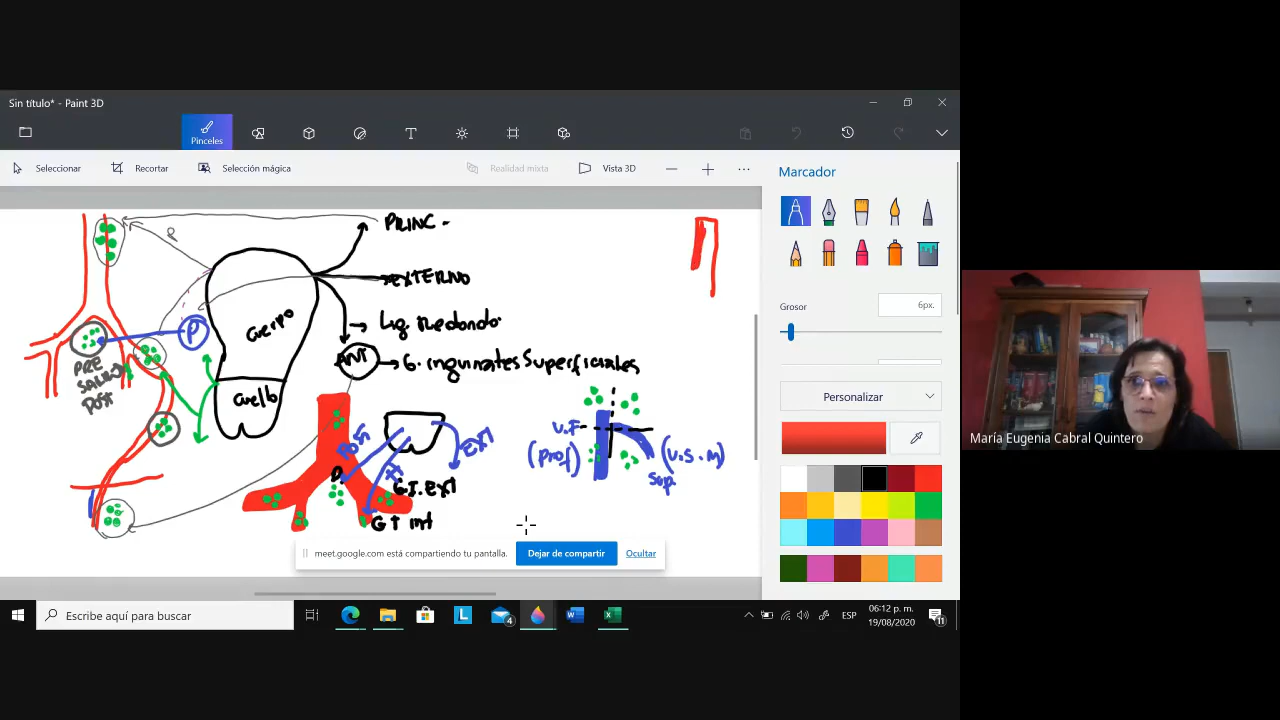 Sin título* - Paint 3D
Pinceles
Seleccionar
Recortar
Selección mágica
Realidad mixta
Vista 3D
Marcador
Grosor
6px.
Personalizar
PRINC -
R
EXTERNO
Cuerpo
Lig. Redondo
P
ANT
G. inguinales Superficiales
PRE
POST
Cuello
Post
Ext
V.F
(prof)
(V.S.M)
Sup.
P.
G.I. Ext
G I int
meet.google.com está compartiendo tu pantalla.
Dejar de compartir
Ocultar
María Eugenia Cabral Quintero
Escribe aquí para buscar
L
4
ESP
06:12 p. m.
19/08/2020
11